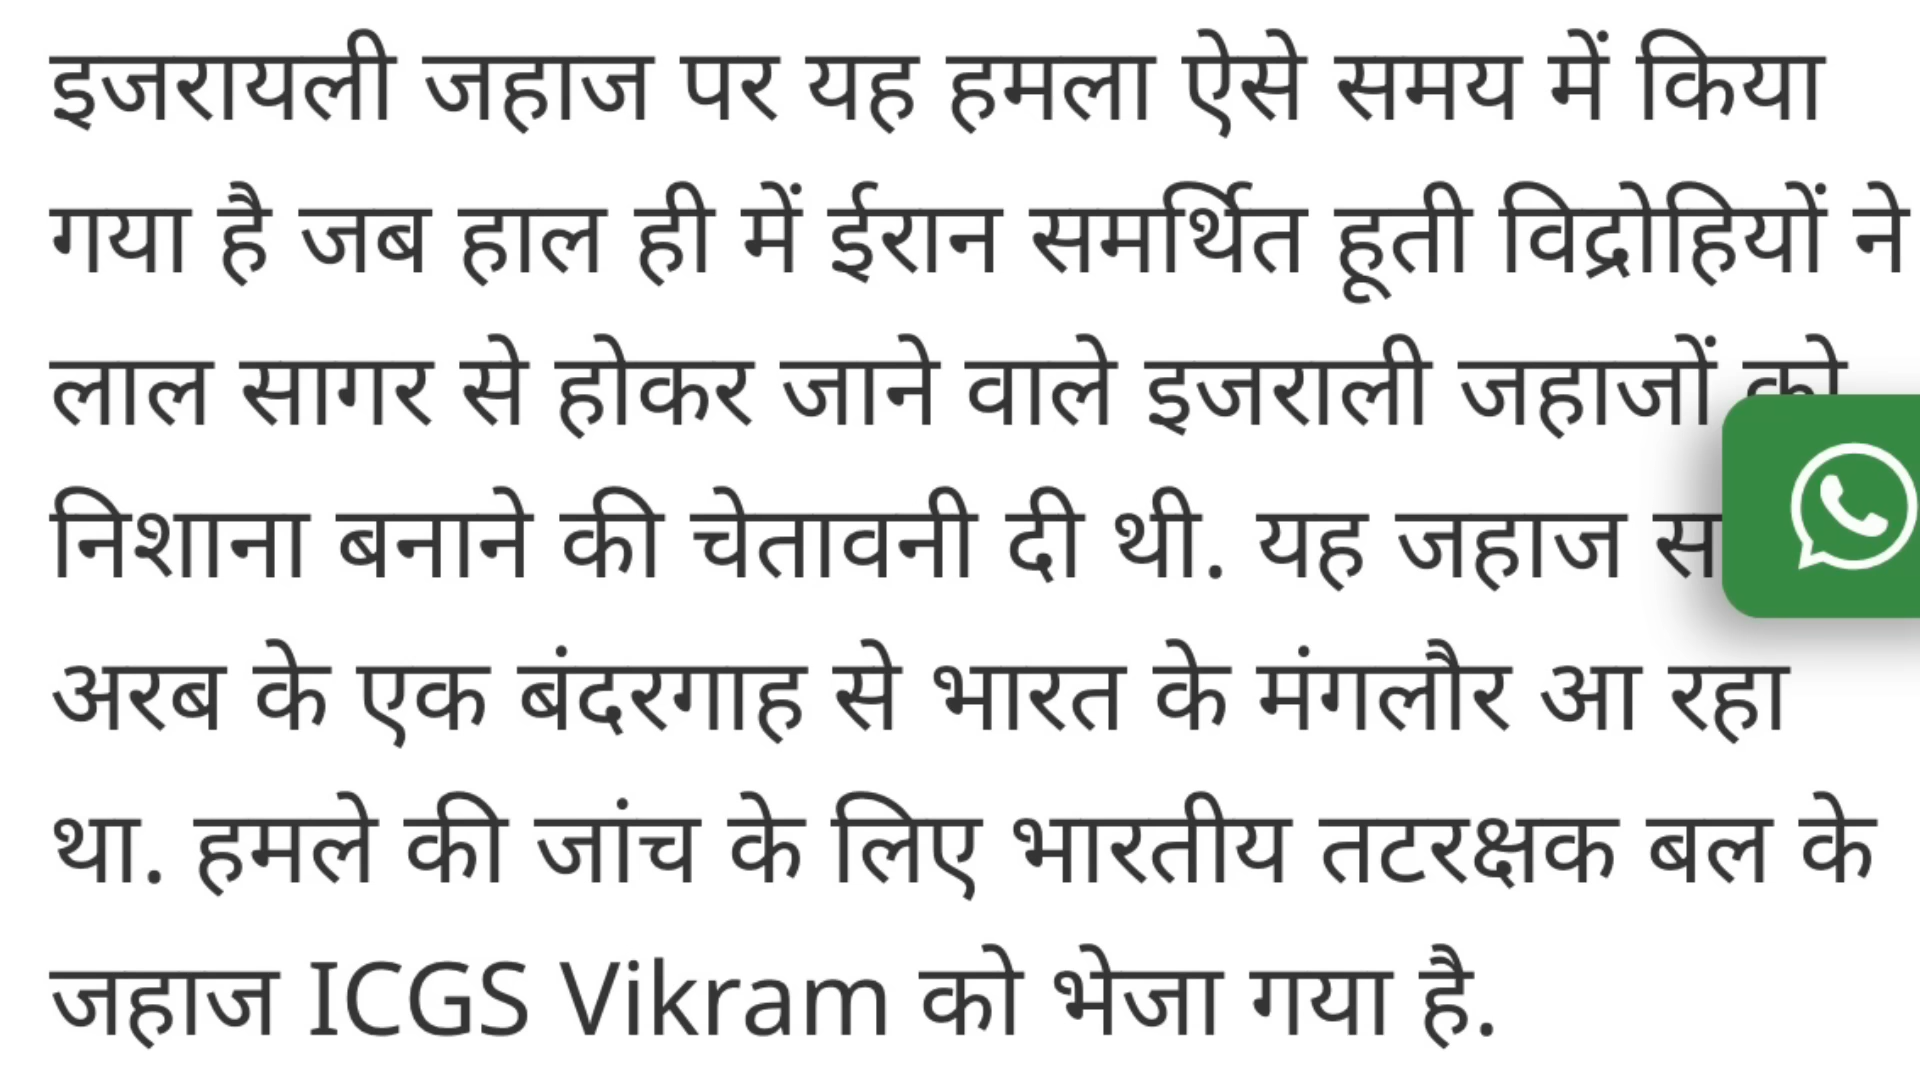 इजरायली जहाज पर यह हमला ऐसे समय में किया
गया है जब हाल ही में ईरान समर्थित हूती विद्रोहियों ने
लाल सागर से होकर जाने वाले इजराली जहाजों को
निशाना बनाने की चेतावनी दी थी. यह जहाज
अरब के एक बंदरगाह से भारत के मंगलौर आ रहा
था. हमले की जांच के लिए भारतीय तटरक्षक बल के
जहाज ICGS Vikram को भेजा गया है.